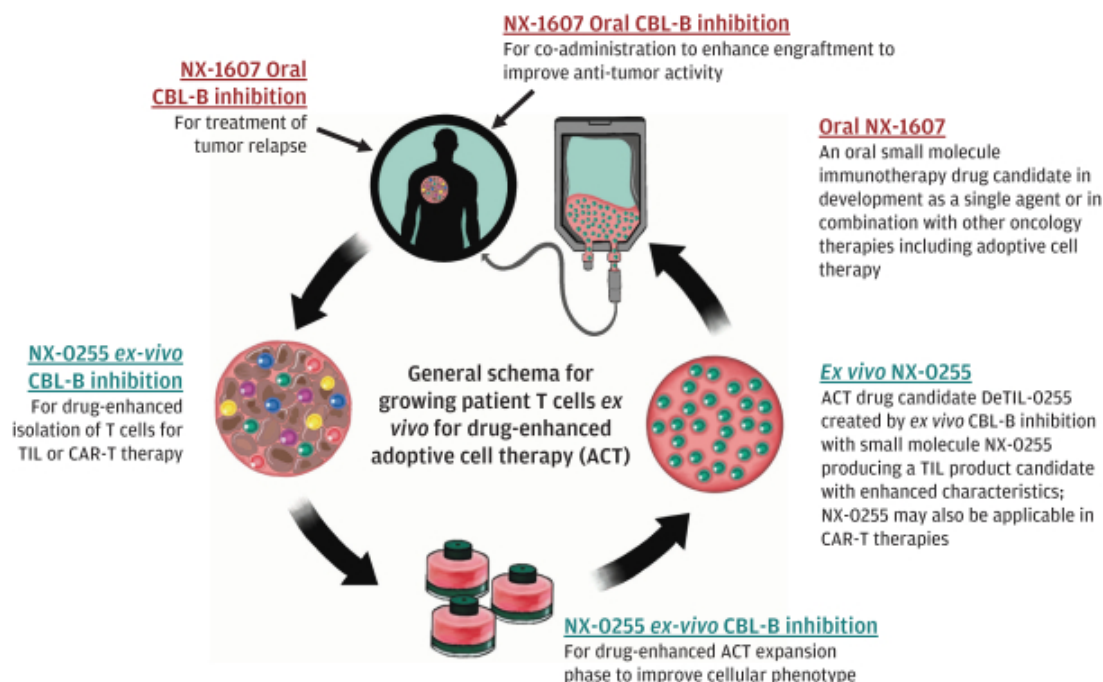 NX-1607 Oral CBL-B inhibition
For co-administration to enhance engraftment to
improve anti-tumor activity
NX-1607 Oral
CBL-B inhibition
For treatment of
tumor relapse
Oral NX-1607
An oral small molecule
immunotherapy drug candidate in
development as a single agent or in
combination with other oncology
therapies including adoptive cell
therapy
NX-0255 ex-vivo
CBL-B inhibition
For drug-enhanced
isolation of T cells for
TIL or CAR-T therapy
General schema for
growing patient T cells ex
vivo for drug-enhanced
adoptive cell therapy (ACT)
Ex vivo NX-0255
ACT drug candidate DeTIL-0255
created by ex vivo CBL-B inhibition
with small molecule NX-0255
producing a TIL product candidate
with enhanced characteristics;
NX-0255 may also be applicable in
CAR-T therapies
NX-0255 ex-vivo CBL-B inhibition
For drug-enhanced ACT expansion
phase to improve cellular phenotype